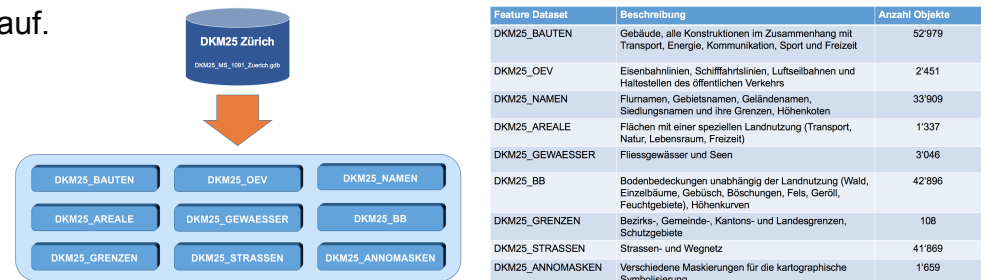 auf.
DKM25 Zürich
DKM25_MS_1091_Zuerich.gdb
DKM25_BAUTEN DKM25_OEV DKM25_NAMEN
DKM25_AREALE DKM25_GEWAESSER DKM25_BB
DKM25_GRENZEN DKM25_STRASSEN DKM25_ANNOMASKEN
Feature Dataset Beschreibung Anzahl Objekte
DKM25_BAUTEN Gebäude, alle Konstruktionen im Zusammenhang mit 52'979
Transport, Energie, Kommunikation, Sport und Freizeit
DKM25_OEV Eisenbahnlinien, Schifffahrtslinien, Luftseilbahnen und 2'451
Haltestellen des öffentlichen Verkehrs
DKM25_NAMEN Flurnamen, Gebietsnamen, Geländenamen, 33'909
Siedlungsnamen und ihre Grenzen, Höhenkoten
DKM25_AREALE Flächen mit einer speziellen Landnutzung (Transport, 1'337
Natur, Lebensraum, Freizeit)
DKM25_GEWAESSER Fliessgewässer und Seen 3'046
DKM25_BB Bodenbedeckungen unabhängig der Landnutzung (Wald, 42'896
Einzelbäume, Gebüsch, Böschungen, Fels, Geröll,
Feuchtgebiete), Höhenkurven
DKM25_GRENZEN Bezirks-, Gemeinde-, Kantons- und Landesgrenzen, 108
Schutzgebiete
DKM25_STRASSEN Strassen- und Wegnetz 41'869
DKM25_ANNOMASKEN Verschiedene Maskierungen für die kartographische 1'659
Symbolisierung